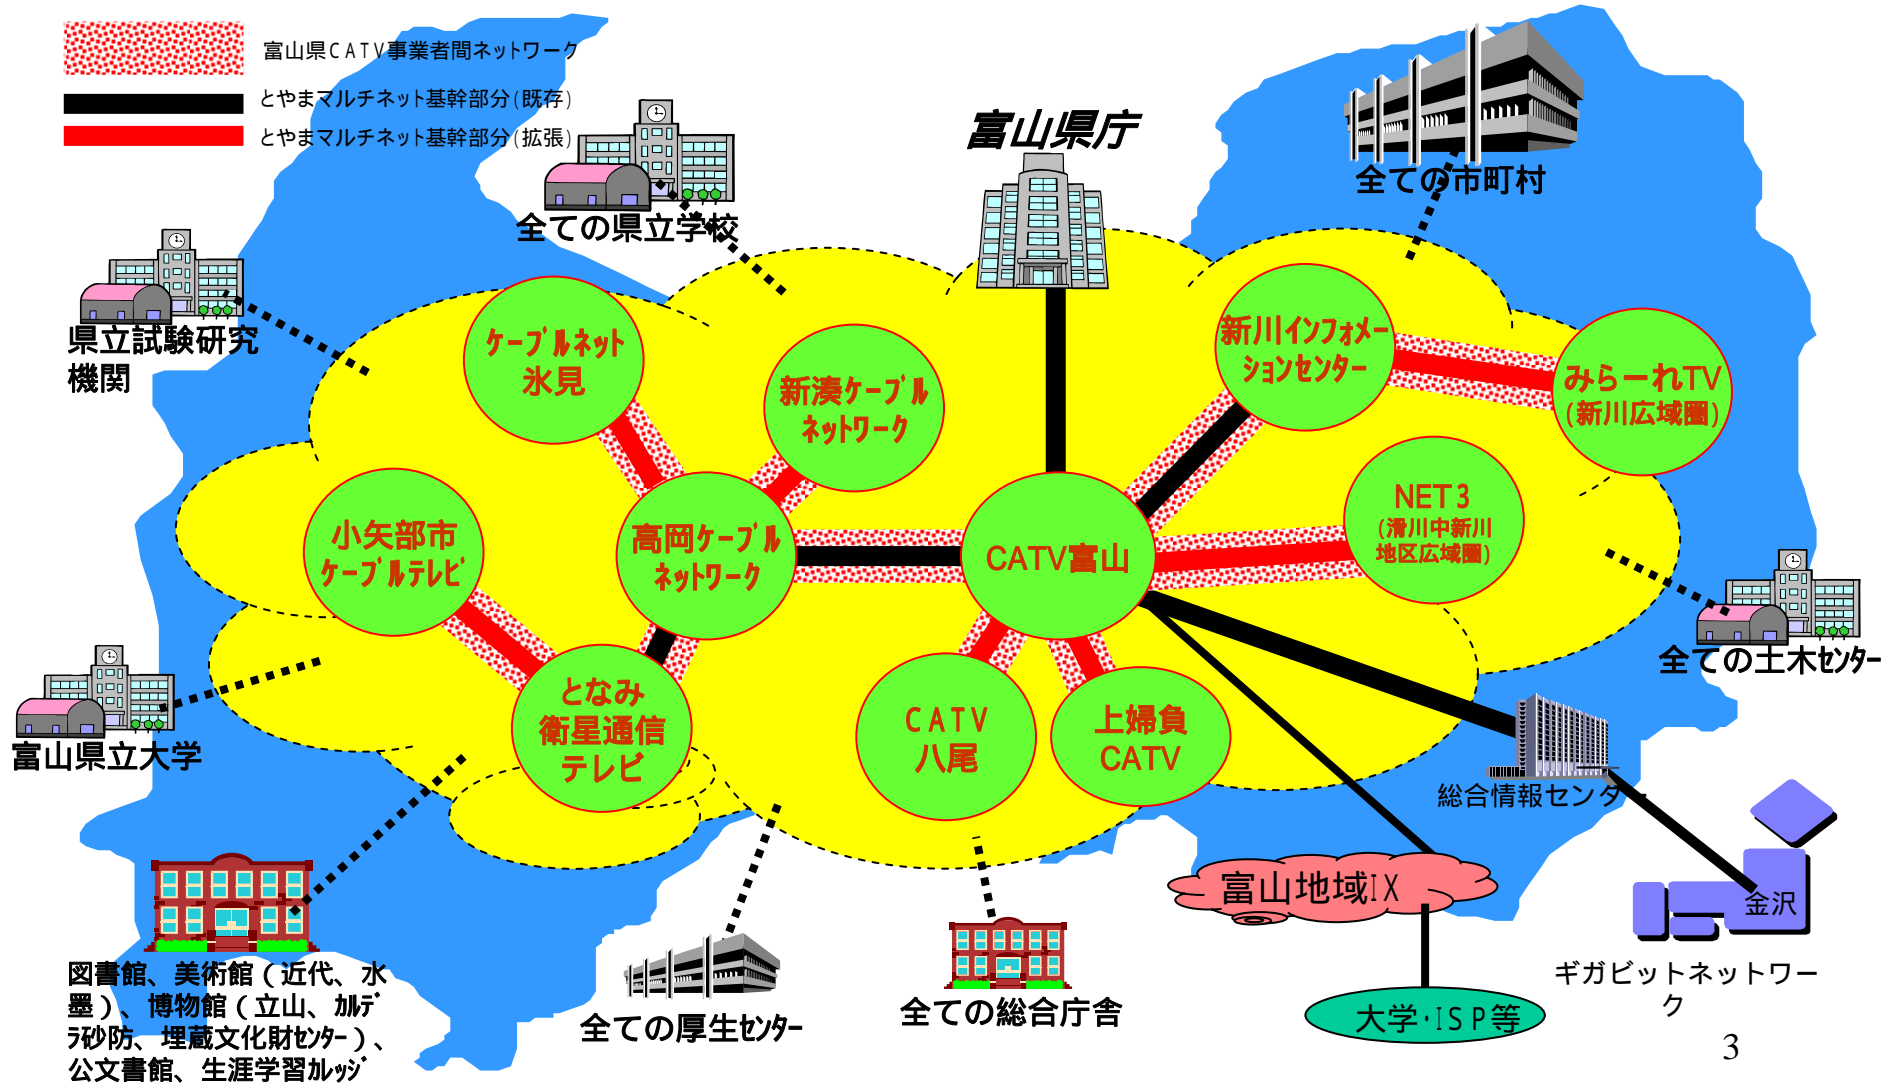 富山県CATV事業者間ネットワーク
とやまマルチネット基幹部分(既存)
とやまマルチネット基幹部分(拡張)
富山県庁
全ての市町村
全ての県立学校
県立試験研究
機関
ケーブルネット
氷見
新湊ケーブル
ネットワーク
新川インフォメー
ションセンター
みらーれTV
(新川広域圏)
小矢部市
ケーブルテレビ
高岡ケーブル
ネットワーク
CATV富山
NET3
(滑川中新川
地区広域圏)
全ての土木センター
富山県立大学
となみ
衛星通信
テレビ
CATV
八尾
上婦負
CATV
総合情報センター
富山地域IX
金沢
ギガビットネットワー
ク
大学・ISP等
図書館、美術館(近代、水
墨)、博物館(立山、カルデ
ラ砂防、埋蔵文化財センター)、
公文書館、生涯学習カレッジ
全ての厚生センター
全ての総合庁舎
3